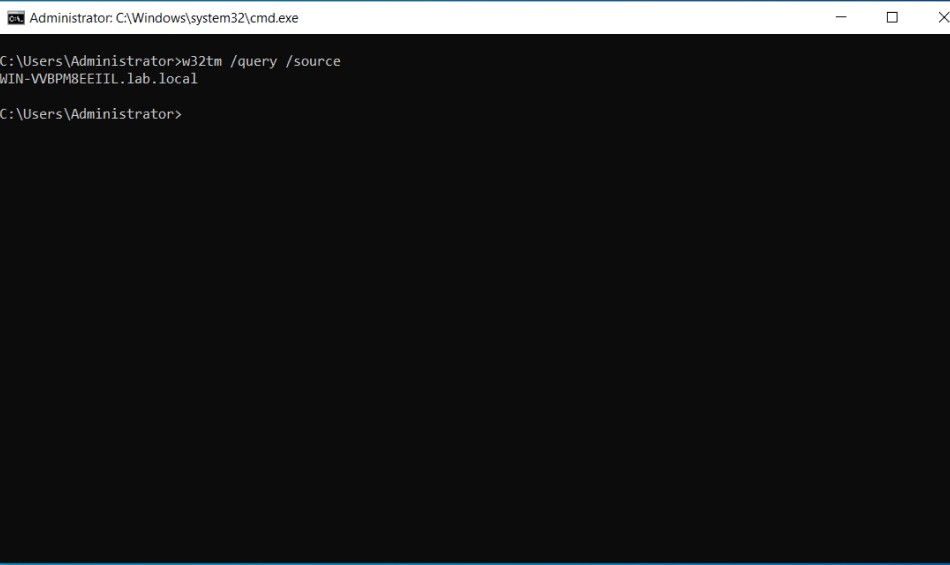 Administrator: C:\Windows\system32\cmd.exe
C:\Users\Administrator>w32tm /query /source
WIN-VVBPM8EEIIL.lab.local
C:\Users\Administrator>